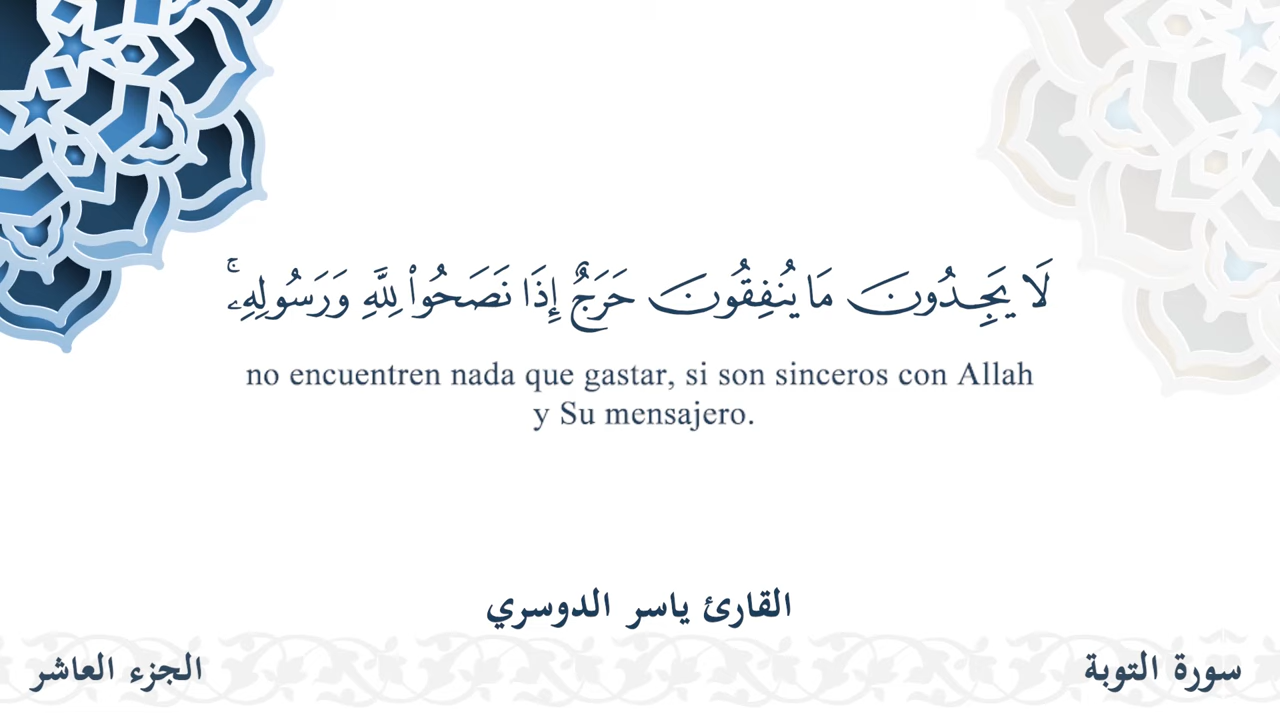 لَا يَجِدُونَ مَا يُنفِقُونَ حَرَجٌ إِذَا نَصَحُوا۟ لِلَّهِ وَرَسُولِهِۦ ۚ
no encuentren nada que gastar, si son sinceros con Allah
y Su mensajero.
القارئ ياسر الدوسري
سورة التوبة
الجزء العاشر